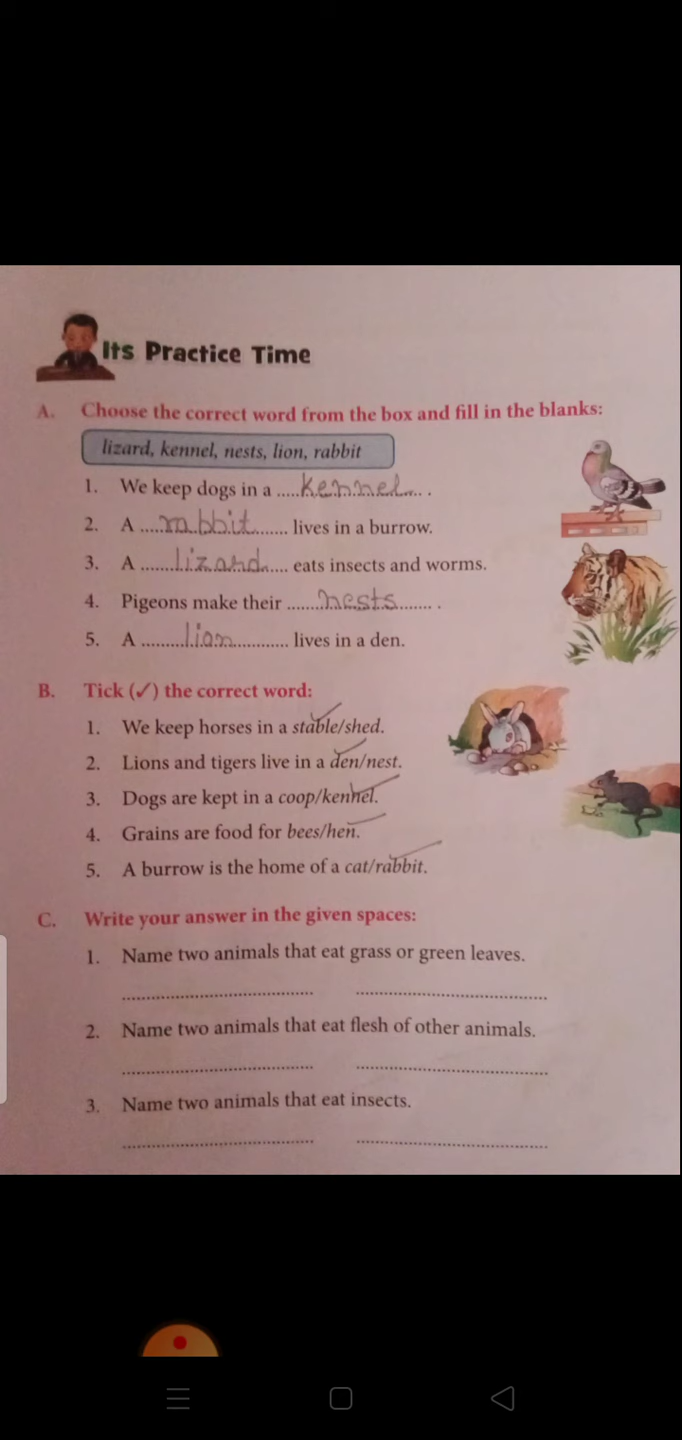 Its Practice Time
A. Choose the correct word from the box and fill in the blanks:
lizard, kennel, nests, lion, rabbit
1. We keep dogs in a .....kennel..... .
2. A .....rabbit....... lives in a burrow.
3. A .......lizard..... eats insects and worms.
4. Pigeons make their .......nests....... .
5. A ..........lion............ lives in a den.
B. Tick (✓) the correct word:
1. We keep horses in a stable/shed.
2. Lions and tigers live in a den/nest.
3. Dogs are kept in a coop/kennel.
4. Grains are food for bees/hen.
5. A burrow is the home of a cat/rabbit.
C. Write your answer in the given spaces:
1. Name two animals that eat grass or green leaves.
2. Name two animals that eat flesh of other animals.
3. Name two animals that eat insects.